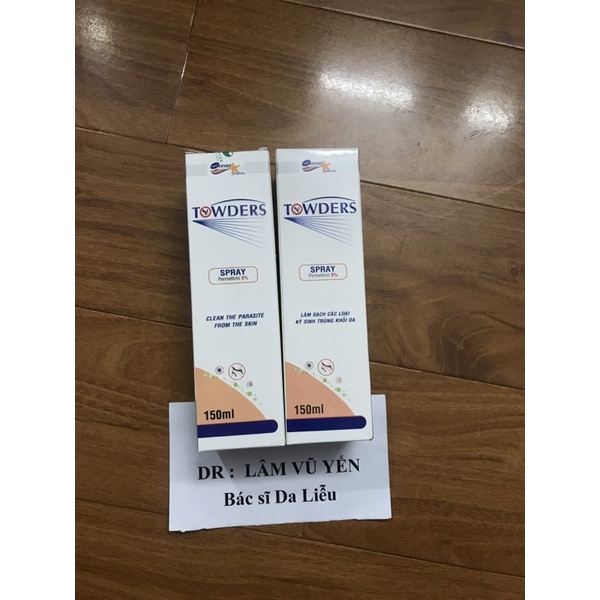 TOWDERS
SPRAY
Permethrin 5%
CLEAN THE PARASITE
FROM THE SKIN
150ml
TOWDERS
SPRAY
Permethrin 5%
LÀM SẠCH CÁC LOẠI
KÝ SINH TRÙNG KHỎI DA
150ml
DR : LÂM VŨ YẾN
Bác sĩ Da Liễu